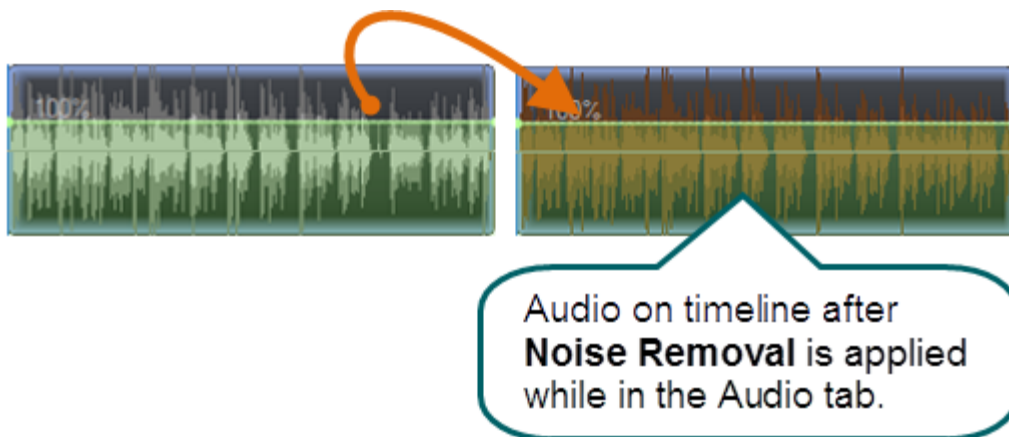 100%
100%
Audio on timeline after
Noise Removal is applied
while in the Audio tab.